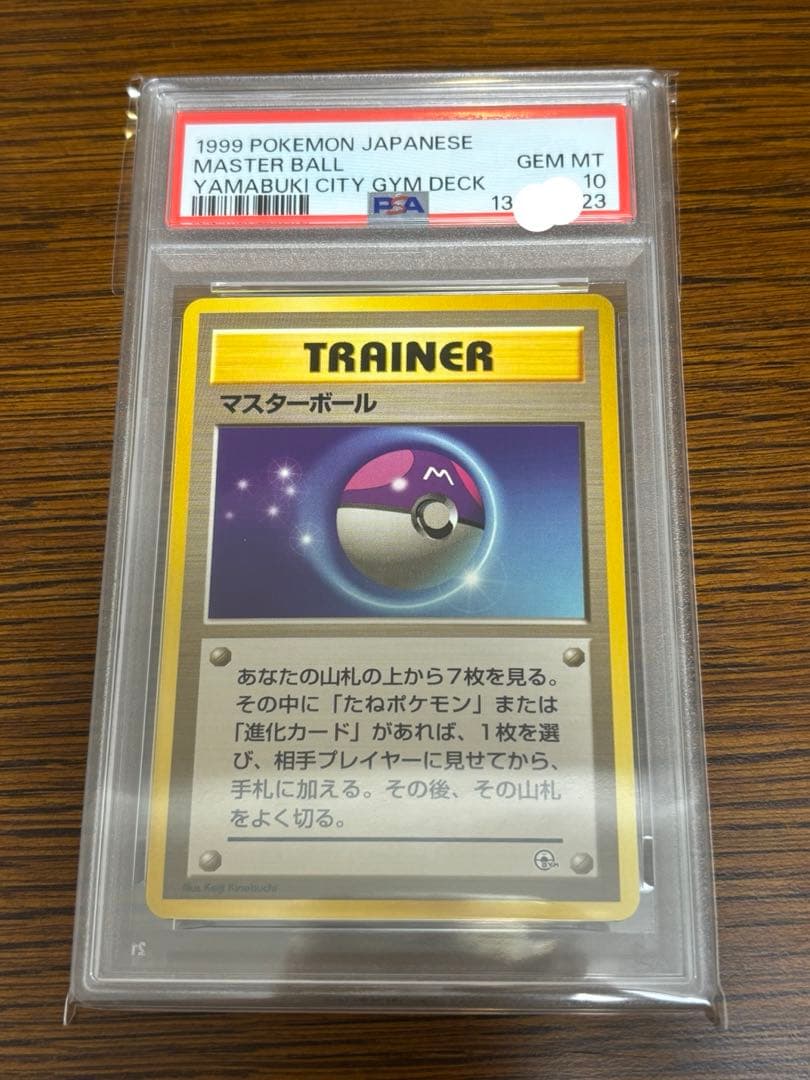 1999 POKEMON JAPANESE
MASTER BALL
GEM MT
YAMABUKI CITY GYM DECK
10
PSA
13 23
TRAINER
マスターボール
M
あなたの山札の上から7枚を見る。
その中に「たねポケモン」または
「進化カード」があれば、1枚を選
び、相手プレイヤーに見せてから、
手札に加える。その後、その山札
をよく切る。
GYM
Illus. Keiji Kinebuchi
21